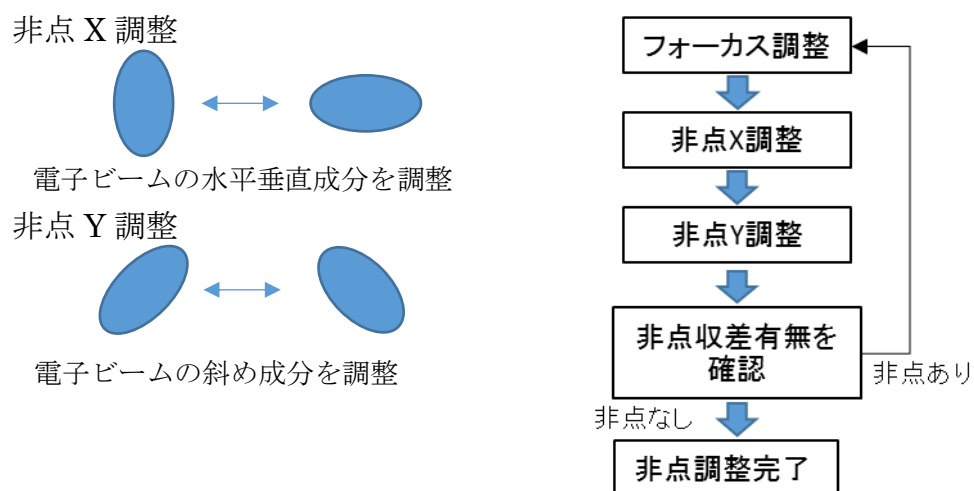 非点 X 調整
電子ビームの水平垂直成分を調整
非点 Y 調整
電子ビームの斜め成分を調整
フォーカス調整
非点X調整
非点Y調整
非点収差有無を
確認
非点あり
非点なし
非点調整完了